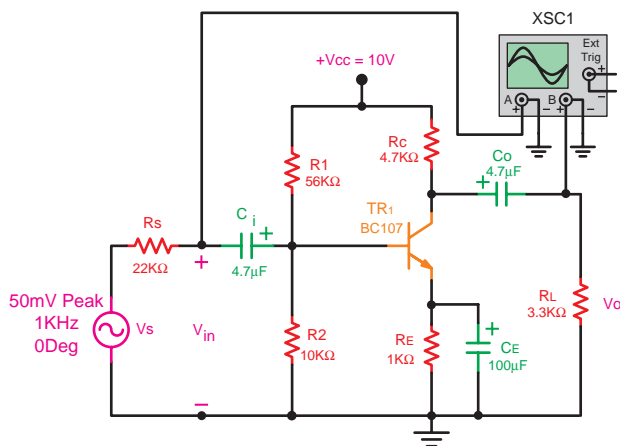 XSC1
Ext
Trig
+
−
A
+
−
B
+
−
+Vcc = 10V
R1
56KΩ
Rc
4.7KΩ
Co
4.7µF
+
TR1
BC107
Rs
22KΩ
C i
+
4.7µF
+
50mV Peak
1KHz
0Deg
Vs
Vin
−
R2
10KΩ
RE
1KΩ
+
CE
100µF
RL
3.3KΩ
Vo